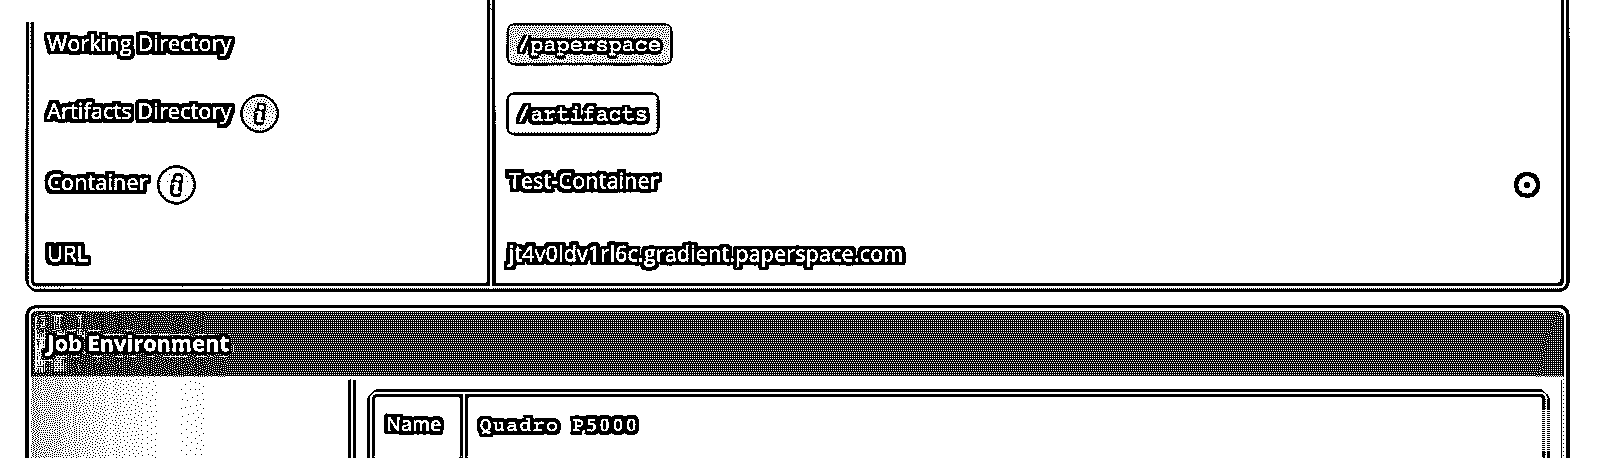 Working Directory /paperspace
Artifacts Directory i /artifacts
Container i Test-Container
URL jt4v0ldv1rl6c.gradient.paperspace.com
Job Environment
Name Quadro P5000